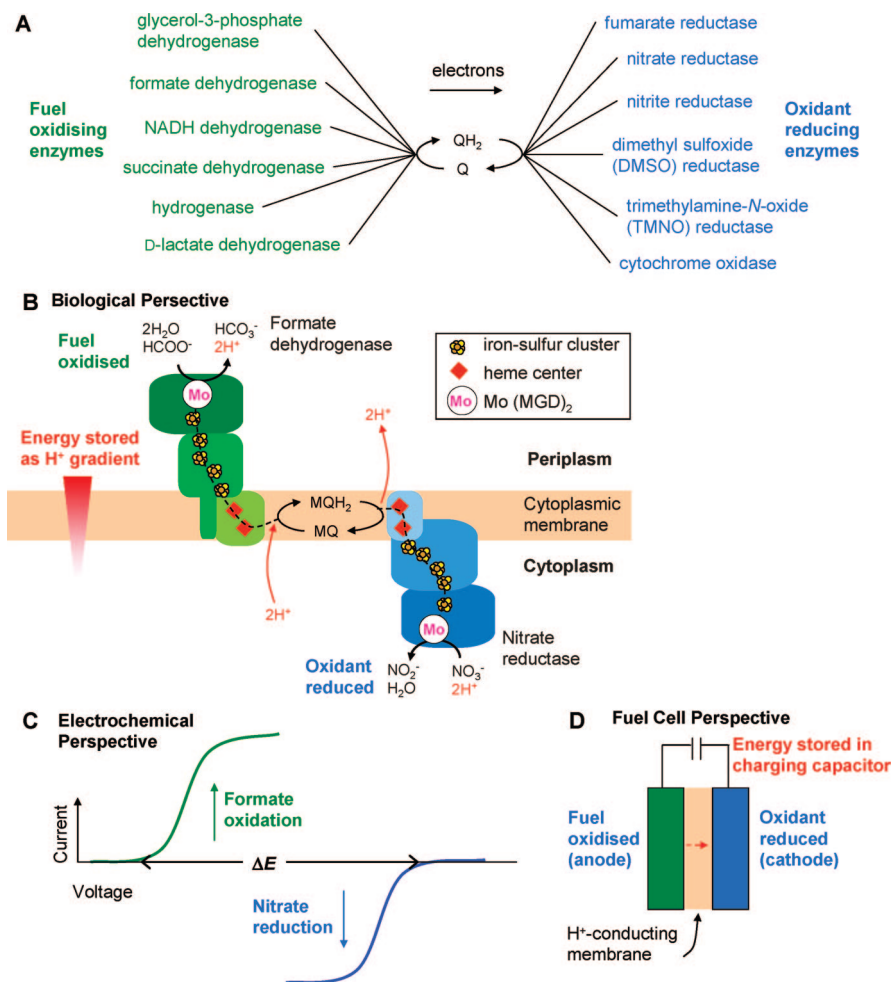 A
glycerol-3-phosphate
dehydrogenase
formate dehydrogenase
NADH dehydrogenase
succinate dehydrogenase
hydrogenase
D-lactate dehydrogenase
Fuel
oxidising
enzymes
electrons
QH₂
Q
fumarate reductase
nitrate reductase
nitrite reductase
dimethyl sulfoxide
(DMSO) reductase
trimethylamine-N-oxide
(TMNO) reductase
cytochrome oxidase
Oxidant
reducing
enzymes
B Biological Persective
Fuel
oxidised
2H₂O
HCOO⁻
HCO₃⁻
2H⁺
Formate
dehydrogenase
iron-sulfur cluster
heme center
Mo Mo (MGD)₂
Mo
Energy stored
as H⁺ gradient
2H⁺
Periplasm
MQH₂
MQ
Cytoplasmic
membrane
Cytoplasm
2H⁺
Mo
Nitrate
reductase
Oxidant
reduced
NO₂⁻
H₂O
NO₃⁻
2H⁺
C Electrochemical
Perspective
Current
Formate
oxidation
ΔE
Voltage
Nitrate
reduction
D Fuel Cell Perspective
Energy stored in
charging capacitor
Fuel
oxidised
(anode)
Oxidant
reduced
(cathode)
H⁺-conducting
membrane